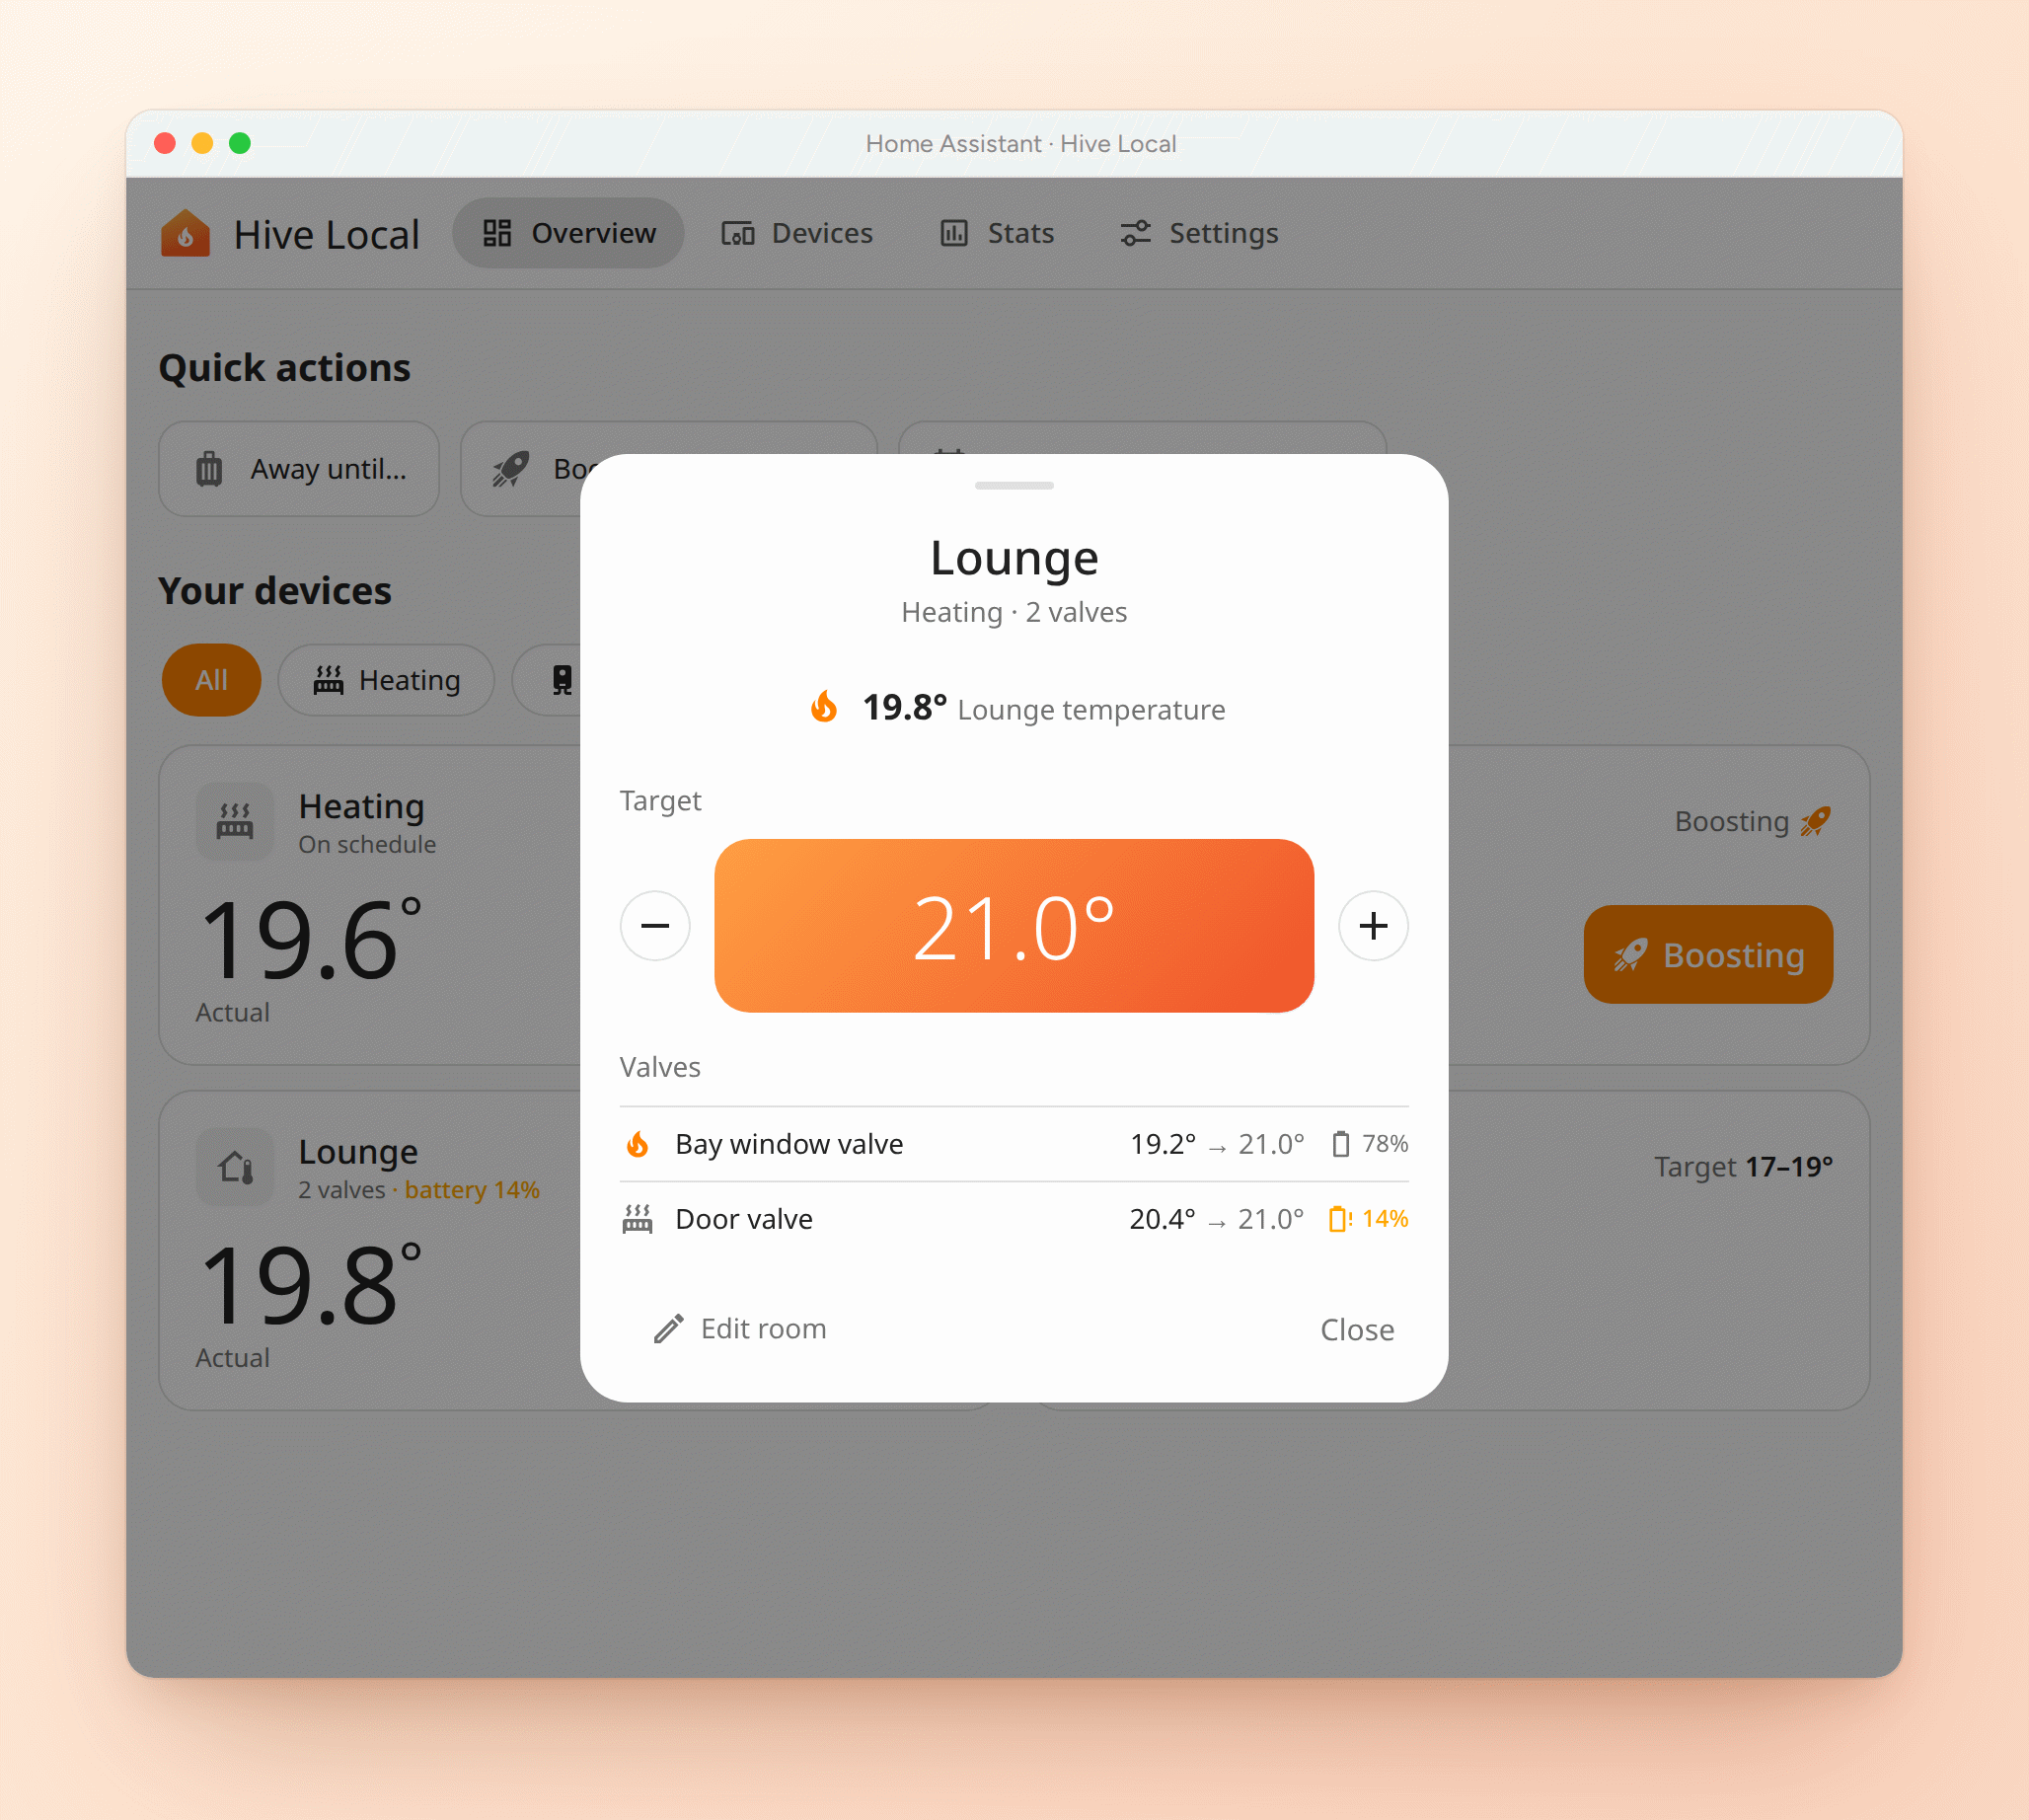 Home Assistant · Hive Local
Hive Local
Overview
Devices
Stats
Settings
Quick actions
Away until...
Your devices
All
Heating
Heating
On schedule
19.6°
Actual
Boosting
Boosting
Lounge
2 valves · battery 14%
19.8°
Actual
Target 17–19°
Lounge
Heating · 2 valves
19.8° Lounge temperature
Target
21.0°
Valves
Bay window valve 19.2° → 21.0° 78%
Door valve 20.4° → 21.0° 14%
Edit room
Close